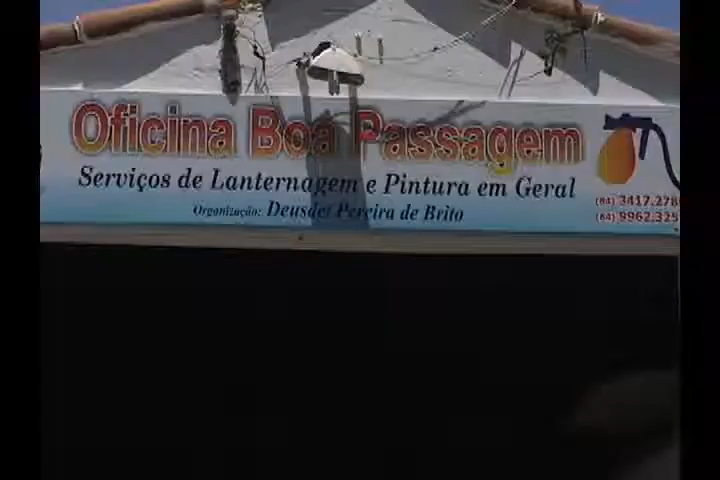 Oficina Boa Passagem
Serviços de Lanternagem e Pintura em Geral
Organização: Deusdet Pereira de Brito
(84) 3417.278
(84) 9962.325